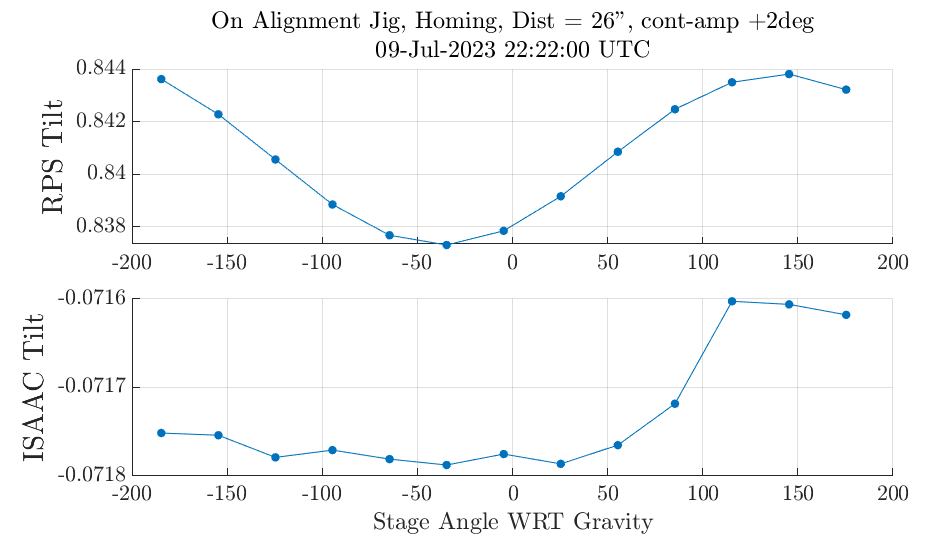 On Alignment Jig, Homing, Dist = 26”, cont-amp +2deg
09-Jul-2023 22:22:00 UTC
RPS Tilt
0.844
0.842
0.84
0.838
-200 -150 -100 -50 0 50 100 150 200
ISAAC Tilt
-0.0716
-0.0717
-0.0718
-200 -150 -100 -50 0 50 100 150 200
Stage Angle WRT Gravity